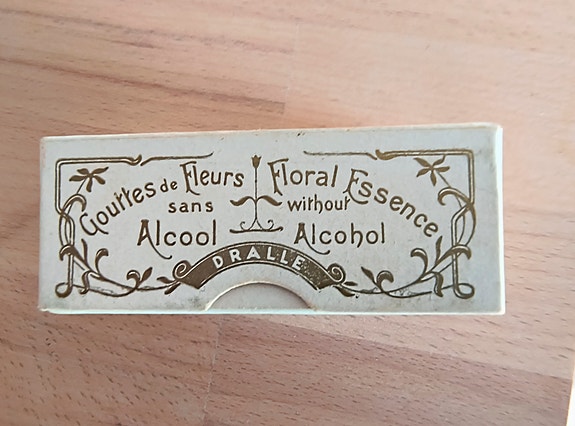 Gouttes de Fleurs
sans
Alcool
Floral Essence
without
Alcohol
DRALLE